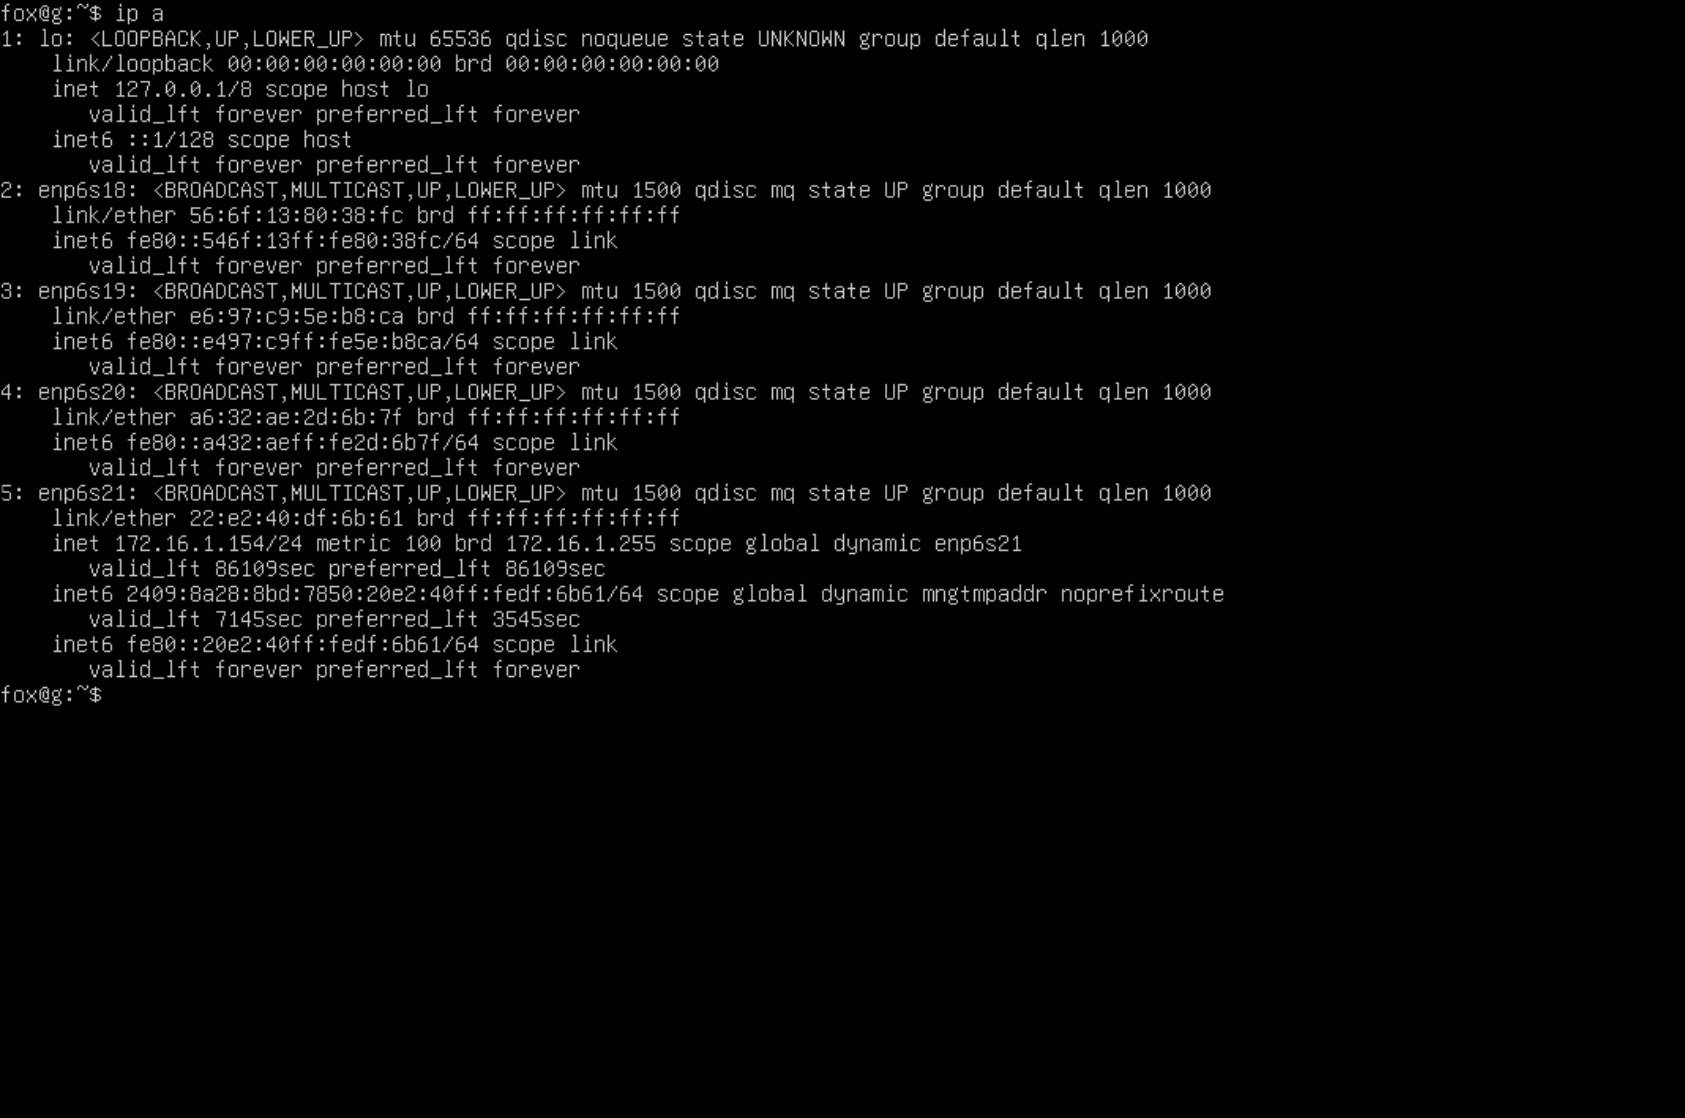 fox@g:~$ ip a
1: lo: <LOOPBACK,UP,LOWER_UP> mtu 65536 qdisc noqueue state UNKNOWN group default qlen 1000
    link/loopback 00:00:00:00:00:00 brd 00:00:00:00:00:00
    inet 127.0.0.1/8 scope host lo
       valid_lft forever preferred_lft forever
    inet6 ::1/128 scope host
       valid_lft forever preferred_lft forever
2: enp6s18: <BROADCAST,MULTICAST,UP,LOWER_UP> mtu 1500 qdisc mq state UP group default qlen 1000
    link/ether 56:6f:13:80:38:fc brd ff:ff:ff:ff:ff:ff
    inet6 fe80::546f:13ff:fe80:38fc/64 scope link
       valid_lft forever preferred_lft forever
3: enp6s19: <BROADCAST,MULTICAST,UP,LOWER_UP> mtu 1500 qdisc mq state UP group default qlen 1000
    link/ether e6:97:c9:5e:b8:ca brd ff:ff:ff:ff:ff:ff
    inet6 fe80::e497:c9ff:fe5e:b8ca/64 scope link
       valid_lft forever preferred_lft forever
4: enp6s20: <BROADCAST,MULTICAST,UP,LOWER_UP> mtu 1500 qdisc mq state UP group default qlen 1000
    link/ether a6:32:ae:2d:6b:7f brd ff:ff:ff:ff:ff:ff
    inet6 fe80::a432:aeff:fe2d:6b7f/64 scope link
       valid_lft forever preferred_lft forever
5: enp6s21: <BROADCAST,MULTICAST,UP,LOWER_UP> mtu 1500 qdisc mq state UP group default qlen 1000
    link/ether 22:e2:40:df:6b:61 brd ff:ff:ff:ff:ff:ff
    inet 172.16.1.154/24 metric 100 brd 172.16.1.255 scope global dynamic enp6s21
       valid_lft 86109sec preferred_lft 86109sec
    inet6 2409:8a28:8bd:7850:20e2:40ff:fedf:6b61/64 scope global dynamic mngtmpaddr noprefixroute
       valid_lft 7145sec preferred_lft 3545sec
    inet6 fe80::20e2:40ff:fedf:6b61/64 scope link
       valid_lft forever preferred_lft forever
fox@g:~$